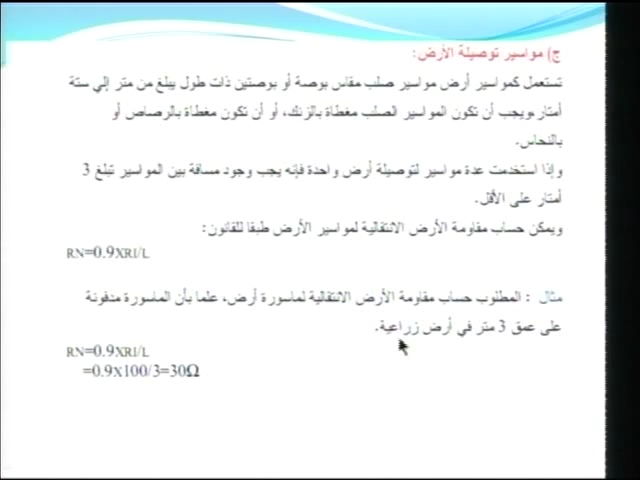 ج) مواسير توصيلة الأرض:
تستعمل كمواسير أرض مواسير صلب مقاس بوصة أو بوصتين ذات طول يبلغ من متر إلي ستة
أمتار.ويجب أن تكون المواسير الصلب مغطاة بالزنك، أو أن تكون مغطاة بالرصاص أو
بالنحاس.
وإذا استخدمت عدة مواسير لتوصيلة أرض واحدة فإنه يجب وجود مسافة بين المواسير تبلغ 3
أمتار على الأقل.
ويمكن حساب مقاومة الأرض الانتقالية لمواسير الأرض طبقا للقانون:
RN=0.9XRI/L
مثال : المطلوب حساب مقاومة الأرض الانتقالية لماسورة أرض، علما بأن الماسورة مدفونة
على عمق 3 متر في أرض زراعية.
RN=0.9XRI/L
=0.9X100/3=30Ω